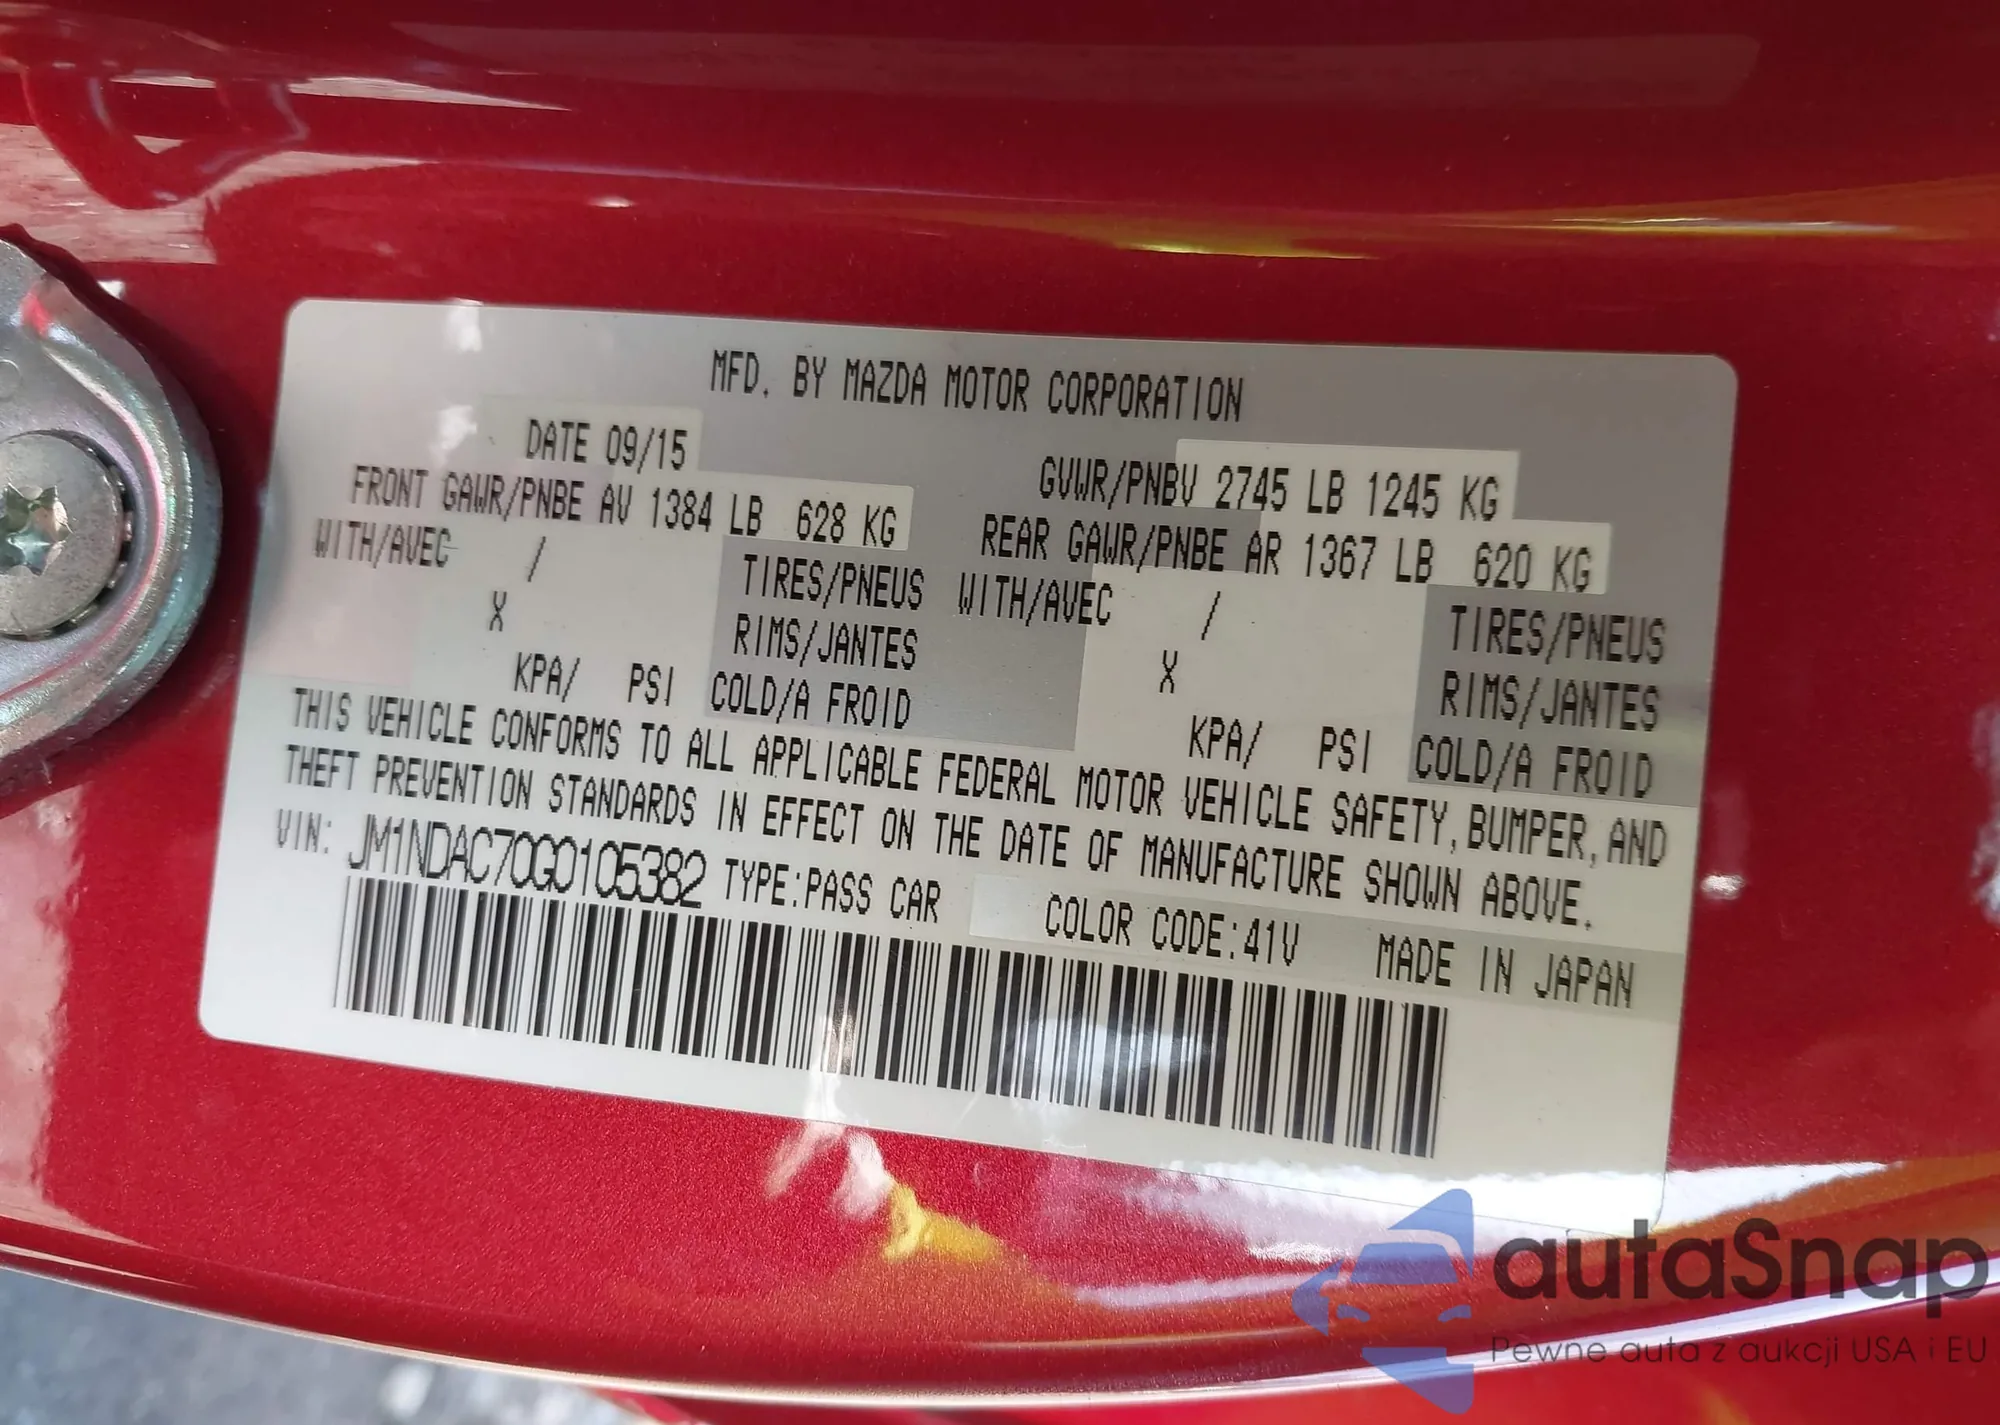 MFD. BY MAZDA MOTOR CORPORATION
DATE 09/15
GVWR/PNBV 2745 LB 1245 KG
FRONT GAWR/PNBE AV 1384 LB 628 KG
REAR GAWR/PNBE AR 1367 LB 620 KG
WITH/AVEC / TIRES/PNEUS WITH/AVEC / TIRES/PNEUS
X RIMS/JANTES X RIMS/JANTES
KPA/ PSI COLD/A FROID KPA/ PSI COLD/A FROID
THIS VEHICLE CONFORMS TO ALL APPLICABLE FEDERAL MOTOR VEHICLE SAFETY, BUMPER, AND
THEFT PREVENTION STANDARDS IN EFFECT ON THE DATE OF MANUFACTURE SHOWN ABOVE.
VIN: JM1NDAC70G0105382 TYPE:PASS CAR COLOR CODE:41V MADE IN JAPAN
autaSnap
Pewne auta z aukcji USA i EU